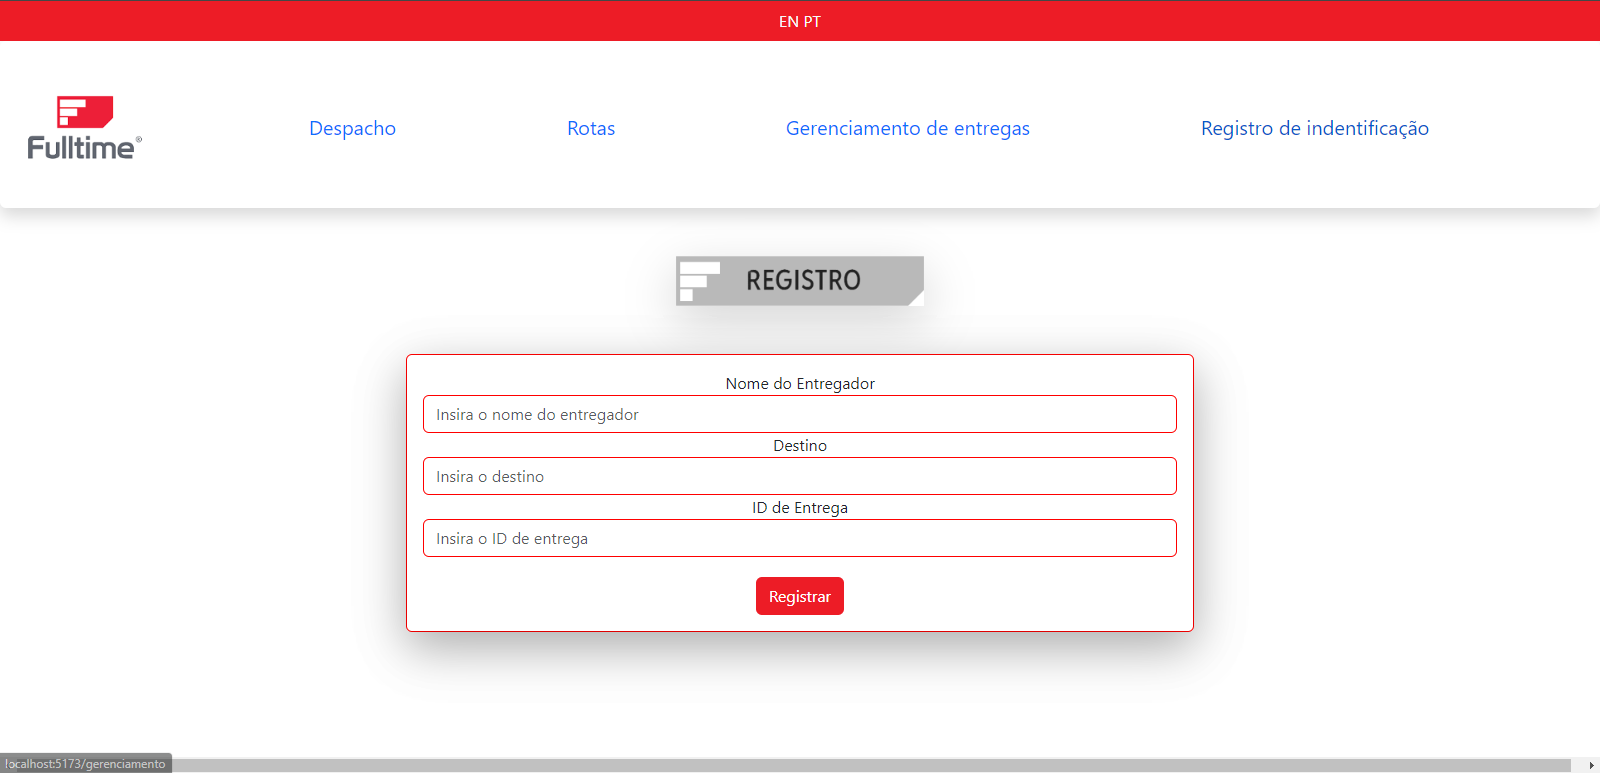 EN PT
Fulltime®
Despacho
Rotas
Gerenciamento de entregas
Registro de indentificação
REGISTRO
Nome do Entregador
Insira o nome do entregador
Destino
Insira o destino
ID de Entrega
Insira o ID de entrega
Registrar
localhost:5173/gerenciamento